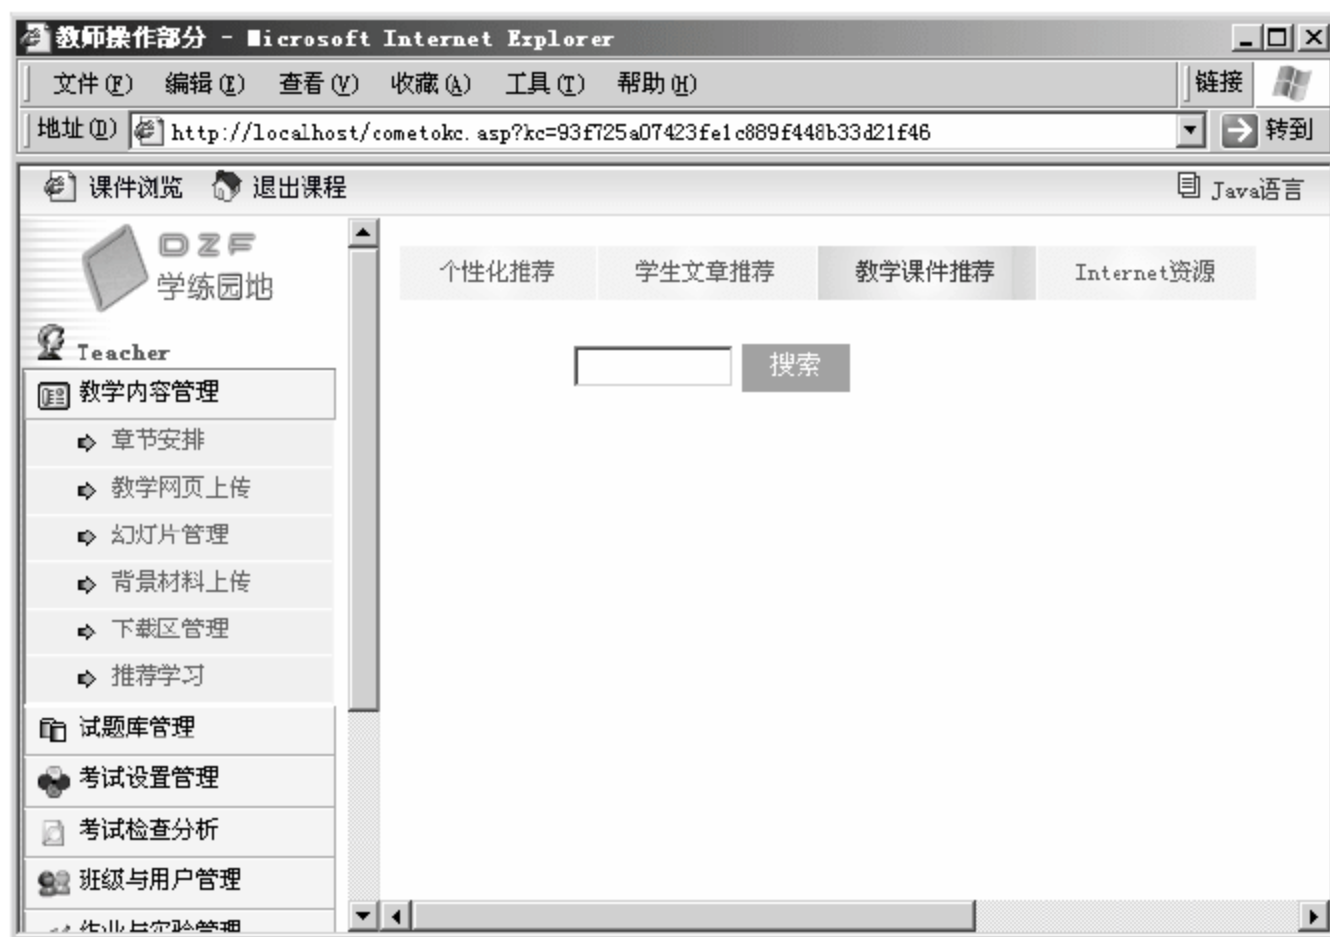 教师操作部分 - Microsoft Internet Explorer
文件(F) 编辑(E) 查看(V) 收藏(A) 工具(T) 帮助(H) 链接
地址(D) http://localhost/cometokc.asp?kc=93f725a07423fe1c889f448b33d21f46 转到
课件浏览 退出课程 Java语言
DZF
学练园地
个性化推荐 学生文章推荐 教学课件推荐 Internet资源
搜索
Teacher
教学内容管理
章节安排
教学网页上传
幻灯片管理
背景材料上传
下载区管理
推荐学习
试题库管理
考试设置管理
考试检查分析
班级与用户管理
作业与实验管理